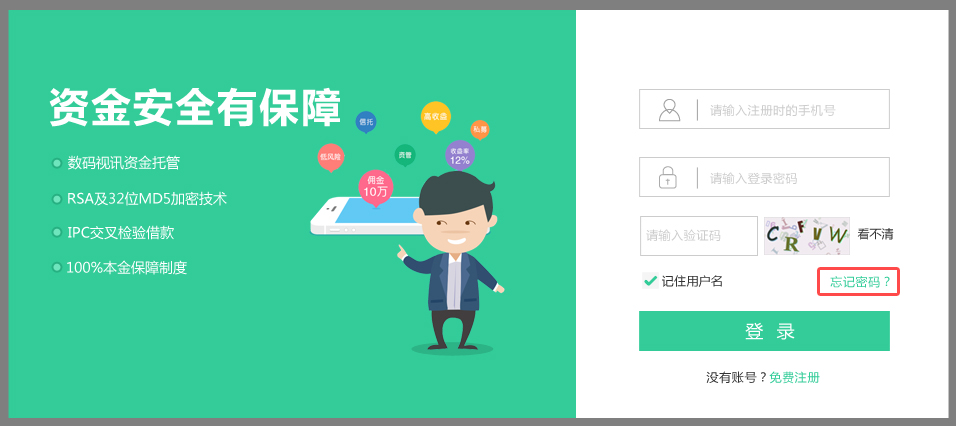 资金安全有保障
数码视讯资金托管
RSA及32位MD5加密技术
IPC交叉检验借款
100%本金保障制度
信托
高收益
私募
低风险
资管
收益率
12%
佣金
10万
请输入注册时的手机号
请输入登录密码
请输入验证码
CRFVW
看不清
记住用户名
忘记密码？
登 录
没有账号？免费注册